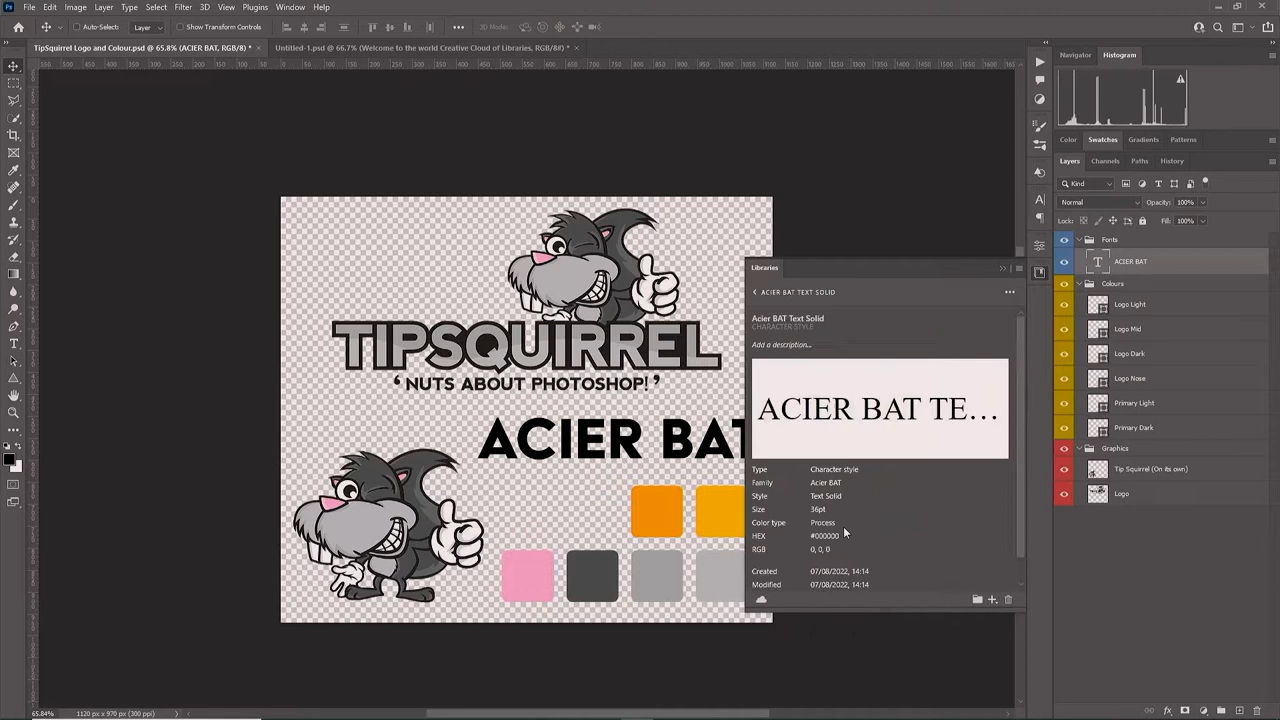 Ps File Edit Image Layer Type Select Filter 3D View Plugins Window Help
Auto-Select: Layer Show Transform Controls 3D Mode:
TipSquirrel Logo and Colour.psd @ 65.8% (ACIER BAT, RGB/8) * Untitled-1.psd @ 66.7% (Welcome to the world Creative Cloud of Libraries, RGB/8#) *
Navigator Histogram
Color Swatches Gradients Patterns
Layers Channels Paths History
Kind
Normal Opacity: 100%
Lock: Fill: 100%
Fonts
ACIER BAT
Colours
Logo Light
Logo Mid
Logo Dark
Logo Nose
Primary Light
Primary Dark
Graphics
Tip Squirrel (On its own)
Logo
TIPSQUIRREL
‘ NUTS ABOUT PHOTOSHOP! ’
ACIER BAT
Libraries
ACIER BAT TEXT SOLID
Acier BAT Text Solid
CHARACTER STYLE
Add a description...
ACIER BAT TE...
Type Character style
Family Acier BAT
Style Text Solid
Size 36pt
Color type Process
HEX #000000
RGB 0, 0, 0
Created 07/08/2022, 14:14
Modified 07/08/2022, 14:14
65.84% 1120 px x 970 px (300 ppi)